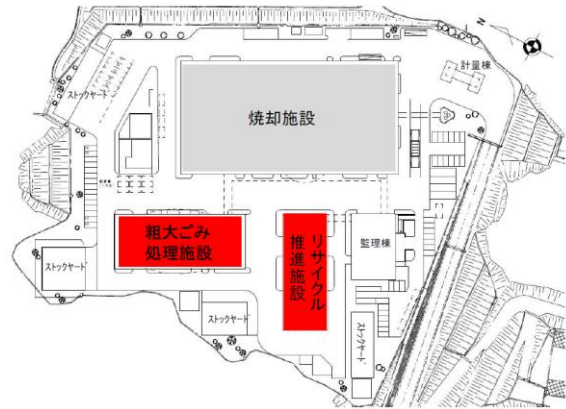 N
計量棟
ストックヤード
焼却施設
粗大ごみ
処理施設
リサイクル
推進施設
監理棟
ストックヤード
ストックヤード
ストックヤード